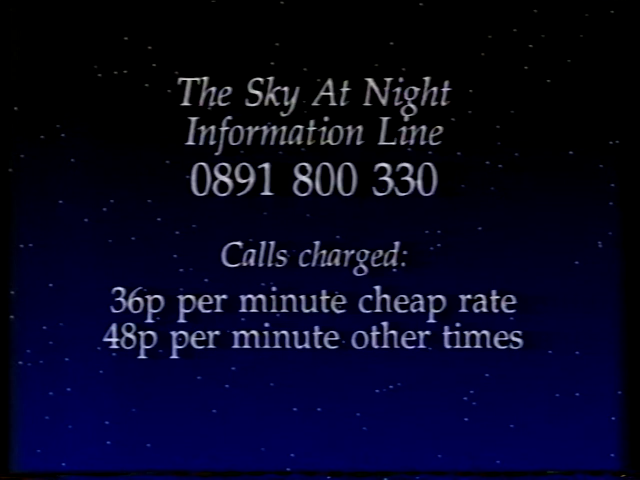 The Sky At Night
Information Line
0891 800 330
Calls charged:
36p per minute cheap rate
48p per minute other times